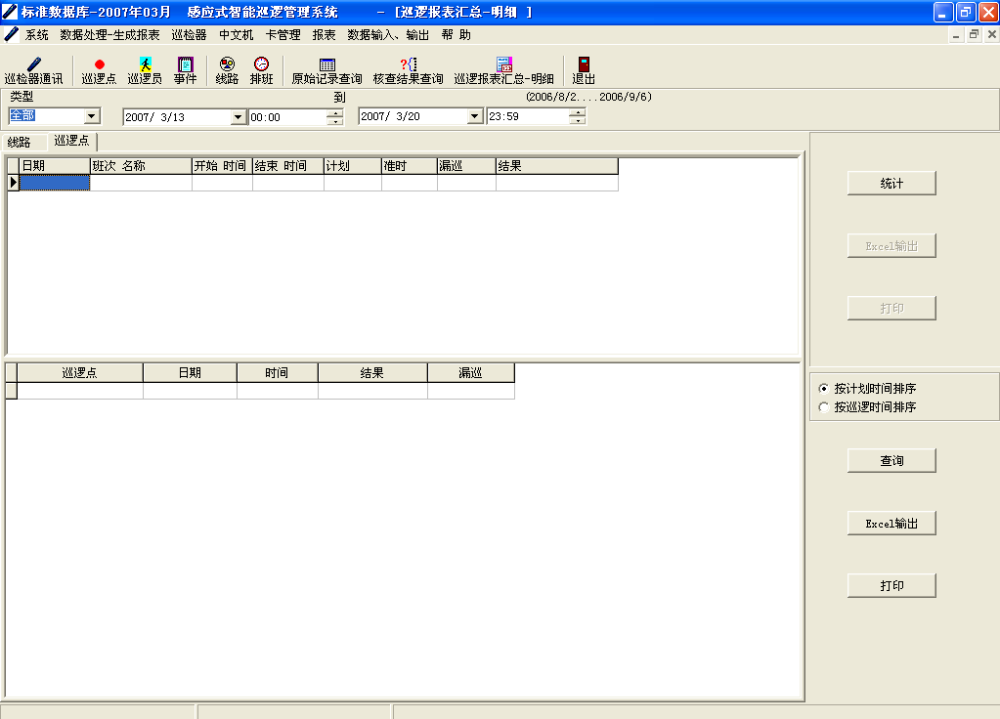 标准数据库-2007年03月 感应式智能巡逻管理系统 - [巡逻报表汇总-明细 ]
系统 数据处理-生成报表 巡检器 中文机 卡管理 报表 数据输入、输出 帮 助
巡检器通讯 巡逻点 巡逻员 事件 线路 排班 原始记录查询 核查结果查询 巡逻报表汇总-明细 退出
类型 到 (2006/8/2....2006/9/6)
全部 2007/ 3/13 00:00 2007/ 3/20 23:59
线路 巡逻点
日期 班次 名称 开始 时间 结束 时间 计划 准时 漏巡 结果
统计
Excel输出
打印
巡逻点 日期 时间 结果 漏巡
按计划时间排序
按巡逻时间排序
查询
Excel输出
打印